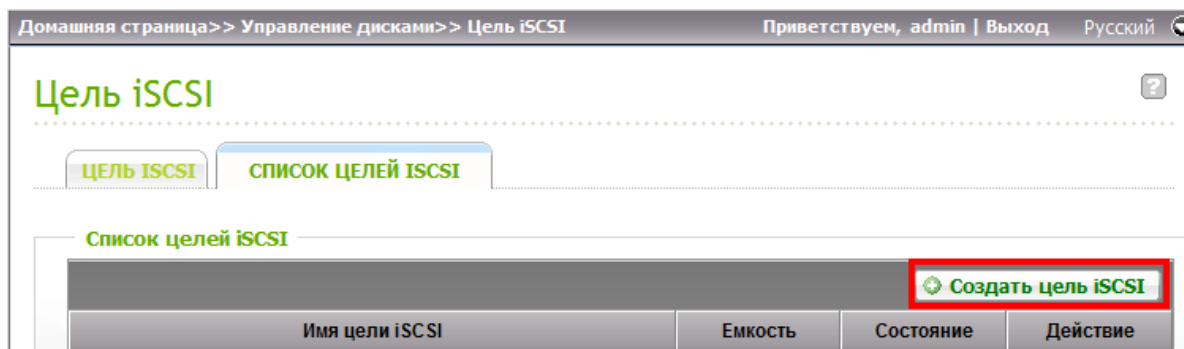 Домашняя страница>> Управление дисками>> Цель iSCSI Приветствуем, admin | Выход Русский
Цель iSCSI ?
ЦЕЛЬ ISCSI СПИСОК ЦЕЛЕЙ ISCSI
Список целей iSCSI
Создать цель iSCSI
Имя цели iSCSI Емкость Состояние Действие